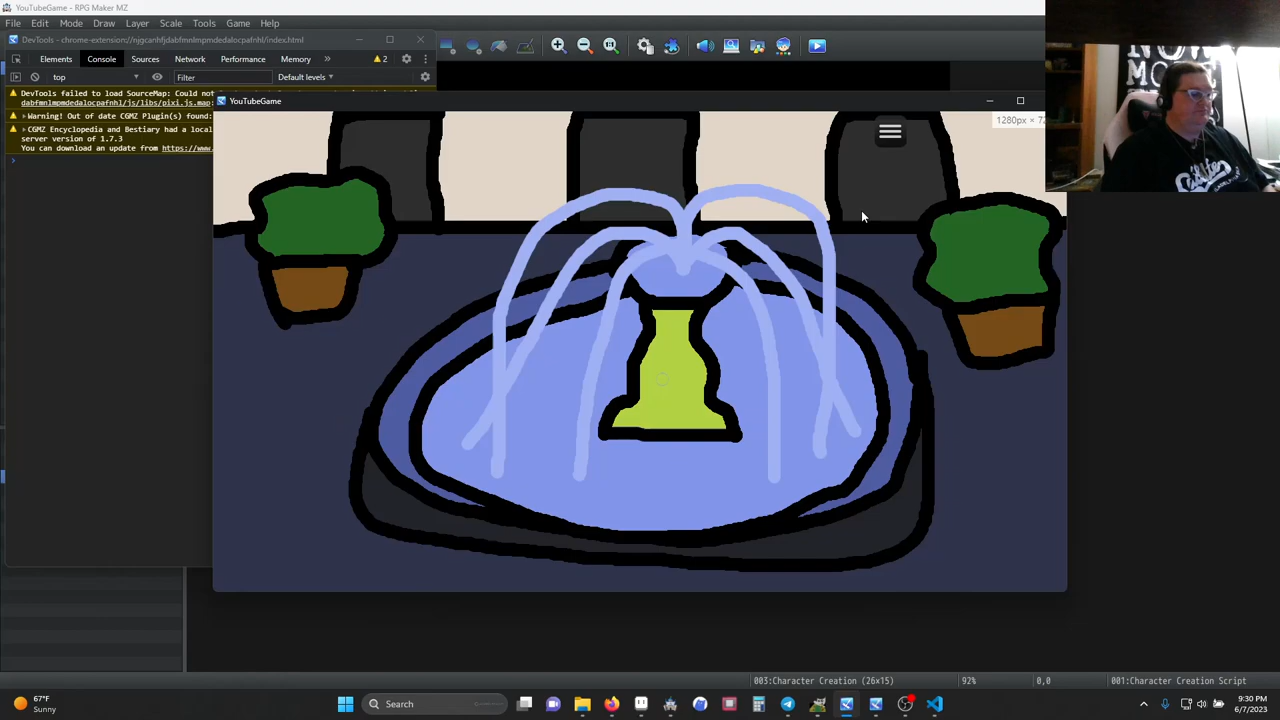 YouTubeGame - RPG Maker MZ
File Edit Mode Draw Layer Scale Tools Game Help
DevTools - chrome-extension://njgcanhfjdabfmnlmpmdedalocpafnhl/index.html
Elements Console Sources Network Performance Memory » 2
top Filter Default levels
DevTools failed to load SourceMap: Could not
dabfmnlmpmdedalocpafnhl/js/libs/pixi.js.map:
Warning! Out of date CGMZ Plugin(s) found:
CGMZ Encyclopedia and Bestiary had a local
server version of 1.7.3
You can download an update from https://www.
YouTubeGame
1280px × 72
NOW
MO
003:Character Creation (26x15) 92% 0,0 001:Character Creation Script
67°F
Sunny
Search
9:30 PM
6/7/2023